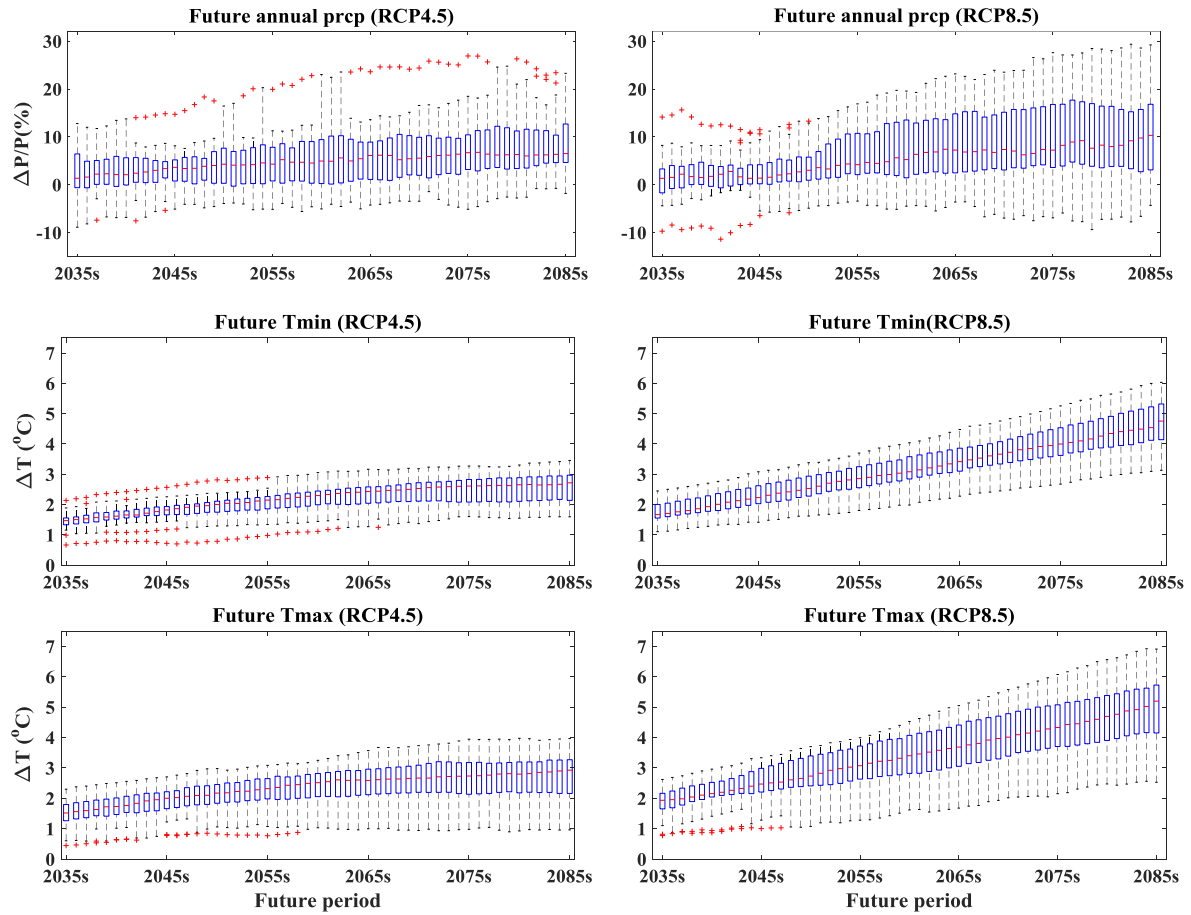 Future annual prcp (RCP4.5)
ΔP/P(%)
30
20
10
0
-10
2035s 2045s 2055s 2065s 2075s 2085s
Future annual prcp (RCP8.5)
30
20
10
0
-10
2035s 2045s 2055s 2065s 2075s 2085s
Future Tmin (RCP4.5)
ΔT (°C)
7
6
5
4
3
2
1
0
2035s 2045s 2055s 2065s 2075s 2085s
Future Tmin(RCP8.5)
7
6
5
4
3
2
1
0
2035s 2045s 2055s 2065s 2075s 2085s
Future Tmax (RCP4.5)
ΔT (°C)
7
6
5
4
3
2
1
0
2035s 2045s 2055s 2065s 2075s 2085s
Future period
Future Tmax (RCP8.5)
7
6
5
4
3
2
1
0
2035s 2045s 2055s 2065s 2075s 2085s
Future period